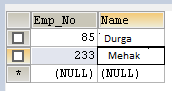 Emp_No Name
85 Durga
233 Mehak
* (NULL) (NULL)